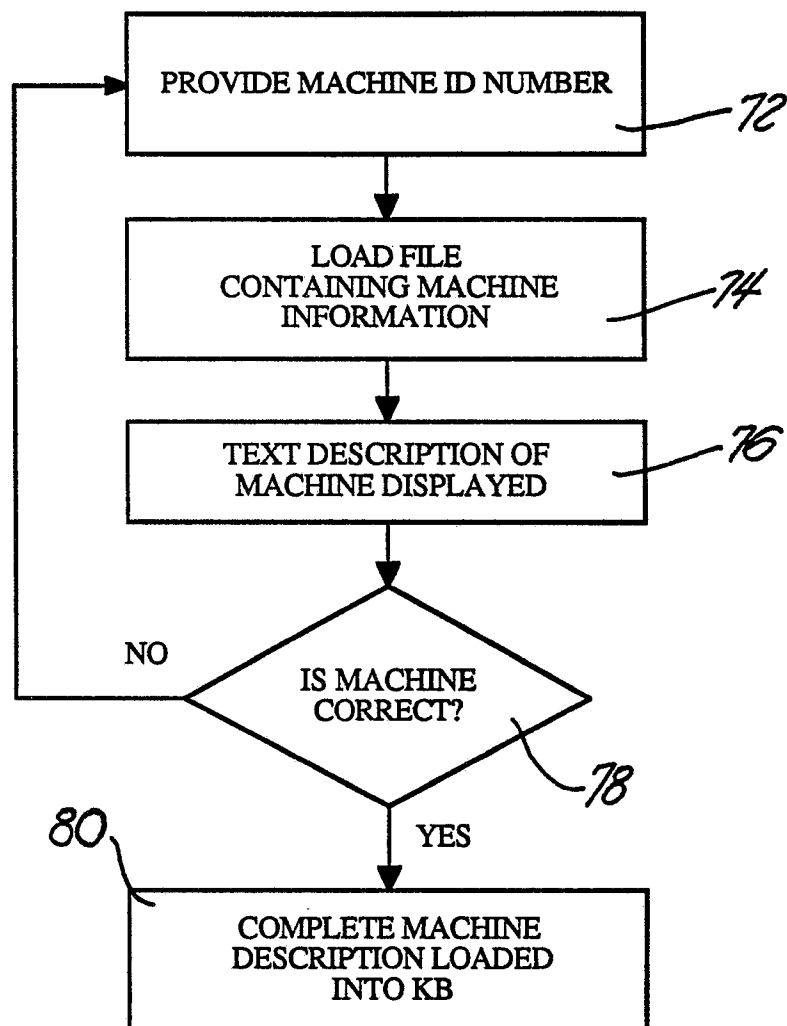 PROVIDE MACHINE ID NUMBER
72
LOAD FILE
CONTAINING MACHINE
INFORMATION
74
TEXT DESCRIPTION OF
MACHINE DISPLAYED
76
NO
IS MACHINE
CORRECT?
78
YES
80
COMPLETE MACHINE
DESCRIPTION LOADED
INTO KB